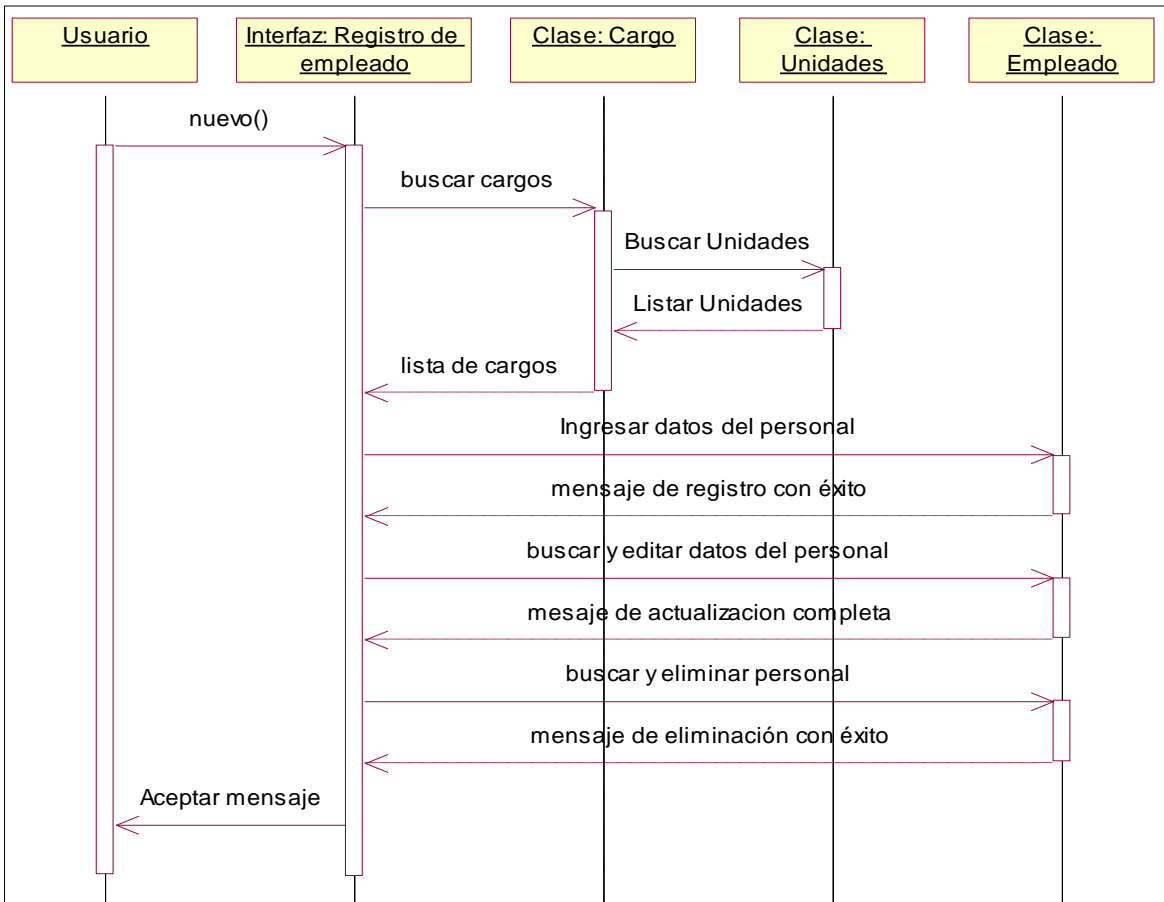 Usuario
Interfaz: Registro de
empleado
Clase: Cargo
Clase:
Unidades
Clase:
Empleado
nuevo()
buscar cargos
Buscar Unidades
Listar Unidades
lista de cargos
Ingresar datos del personal
mensaje de registro con éxito
buscar y editar datos del personal
mesaje de actualizacion completa
buscar y eliminar personal
mensaje de eliminación con éxito
Aceptar mensaje